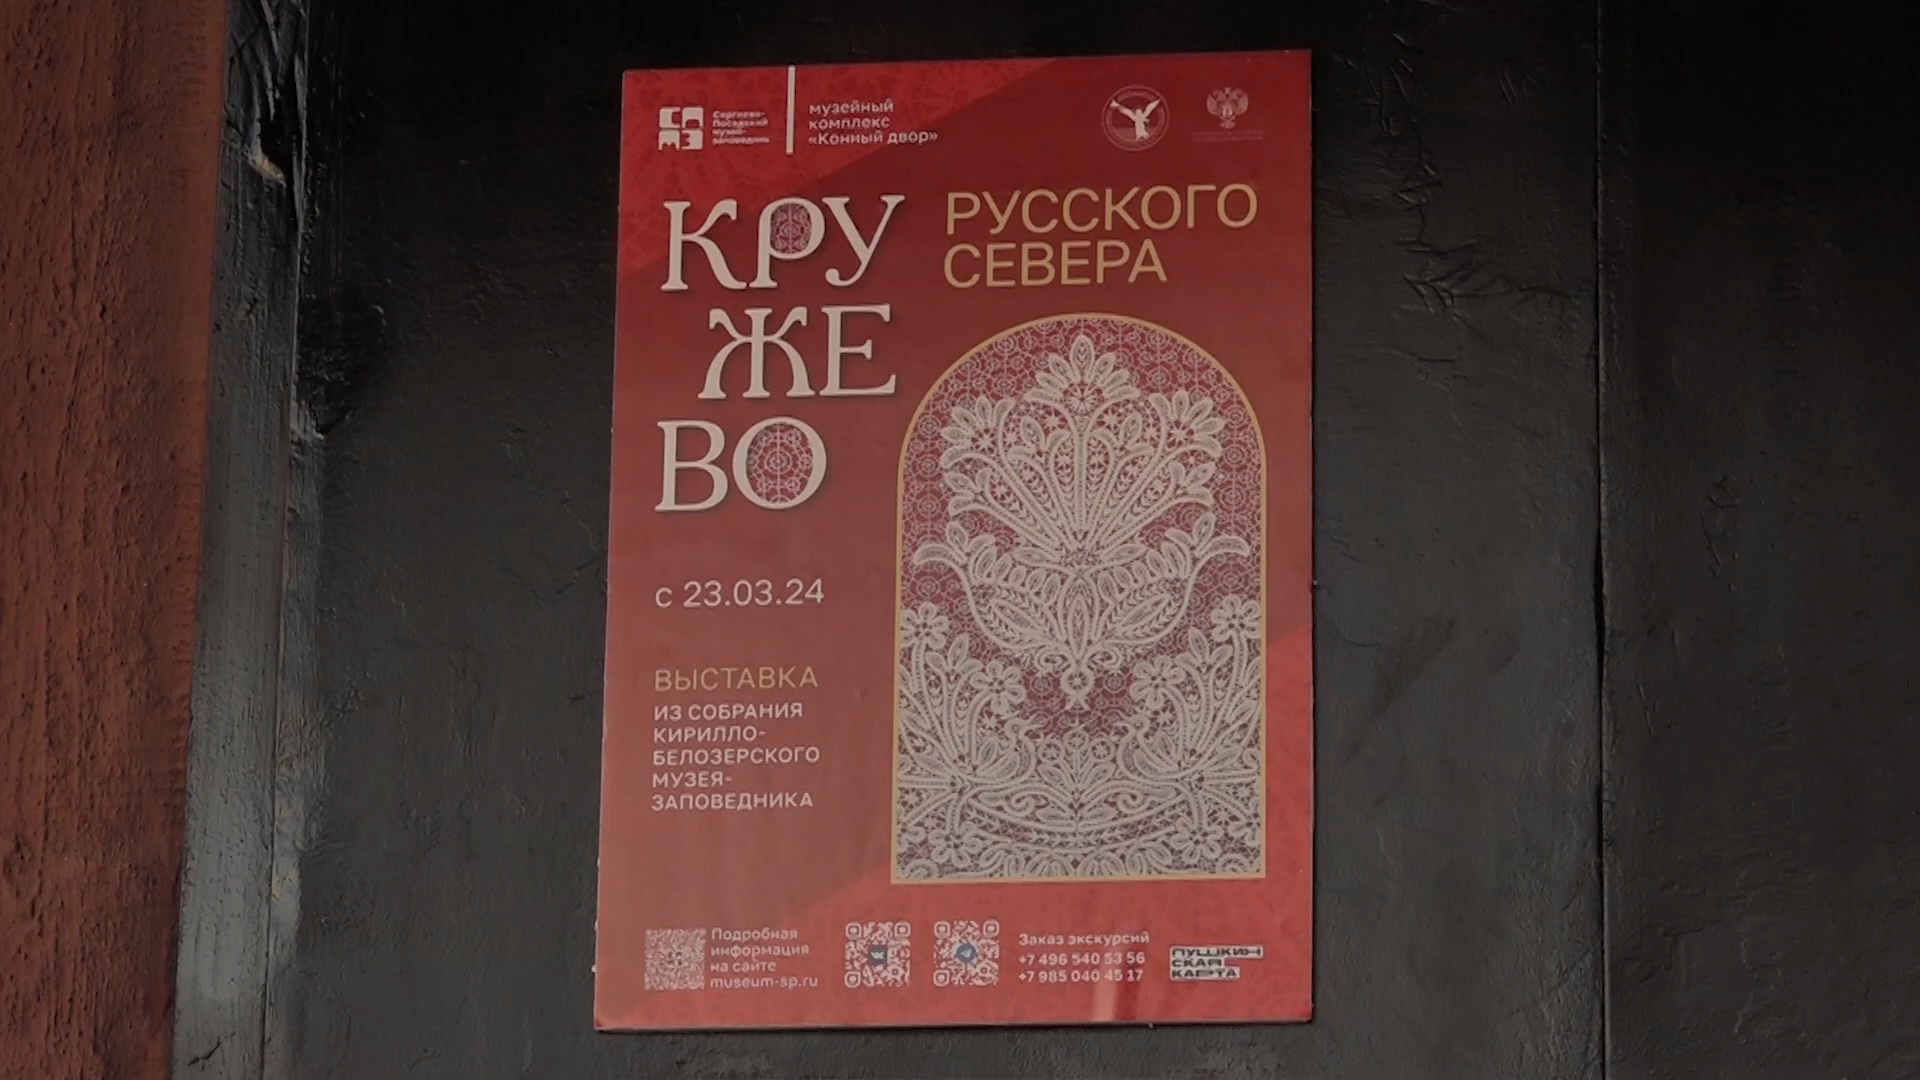 Сергиево-
Посадский
музей-
заповедник
музейный
комплекс
«Конный двор»
КРУ
ЖЕ
ВО
РУССКОГО
СЕВЕРА
с 23.03.24
ВЫСТАВКА
ИЗ СОБРАНИЯ
КИРИЛЛО-
БЕЛОЗЕРСКОГО
МУЗЕЯ-
ЗАПОВЕДНИКА
Подробная
информация
на сайте
museum-sp.ru
Заказ экскурсий
+7 496 540 53 56
+7 985 040 45 17
ПУШКИН
СКАЯ
КАРТА